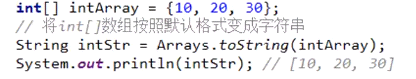 int[] intArray = {10, 20, 30};
// 将int[]数组按照默认格式变成字符串
String intStr = Arrays.toString(intArray);
System.out.println(intStr); // [10, 20, 30]